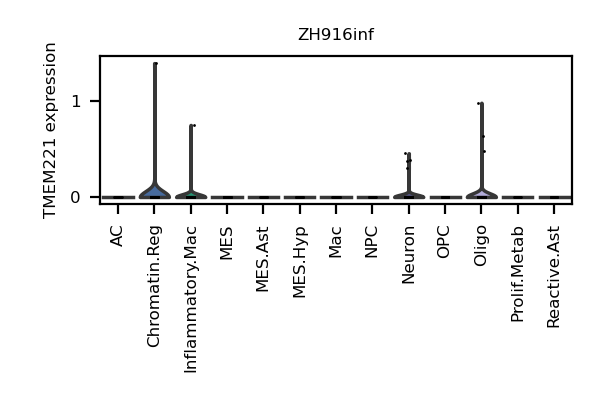 ZH916inf
TMEM221 expression
1
0
AC
Chromatin.Reg
Inflammatory.Mac
MES
MES.Ast
MES.Hyp
Mac
NPC
Neuron
OPC
Oligo
Prolif.Metab
Reactive.Ast